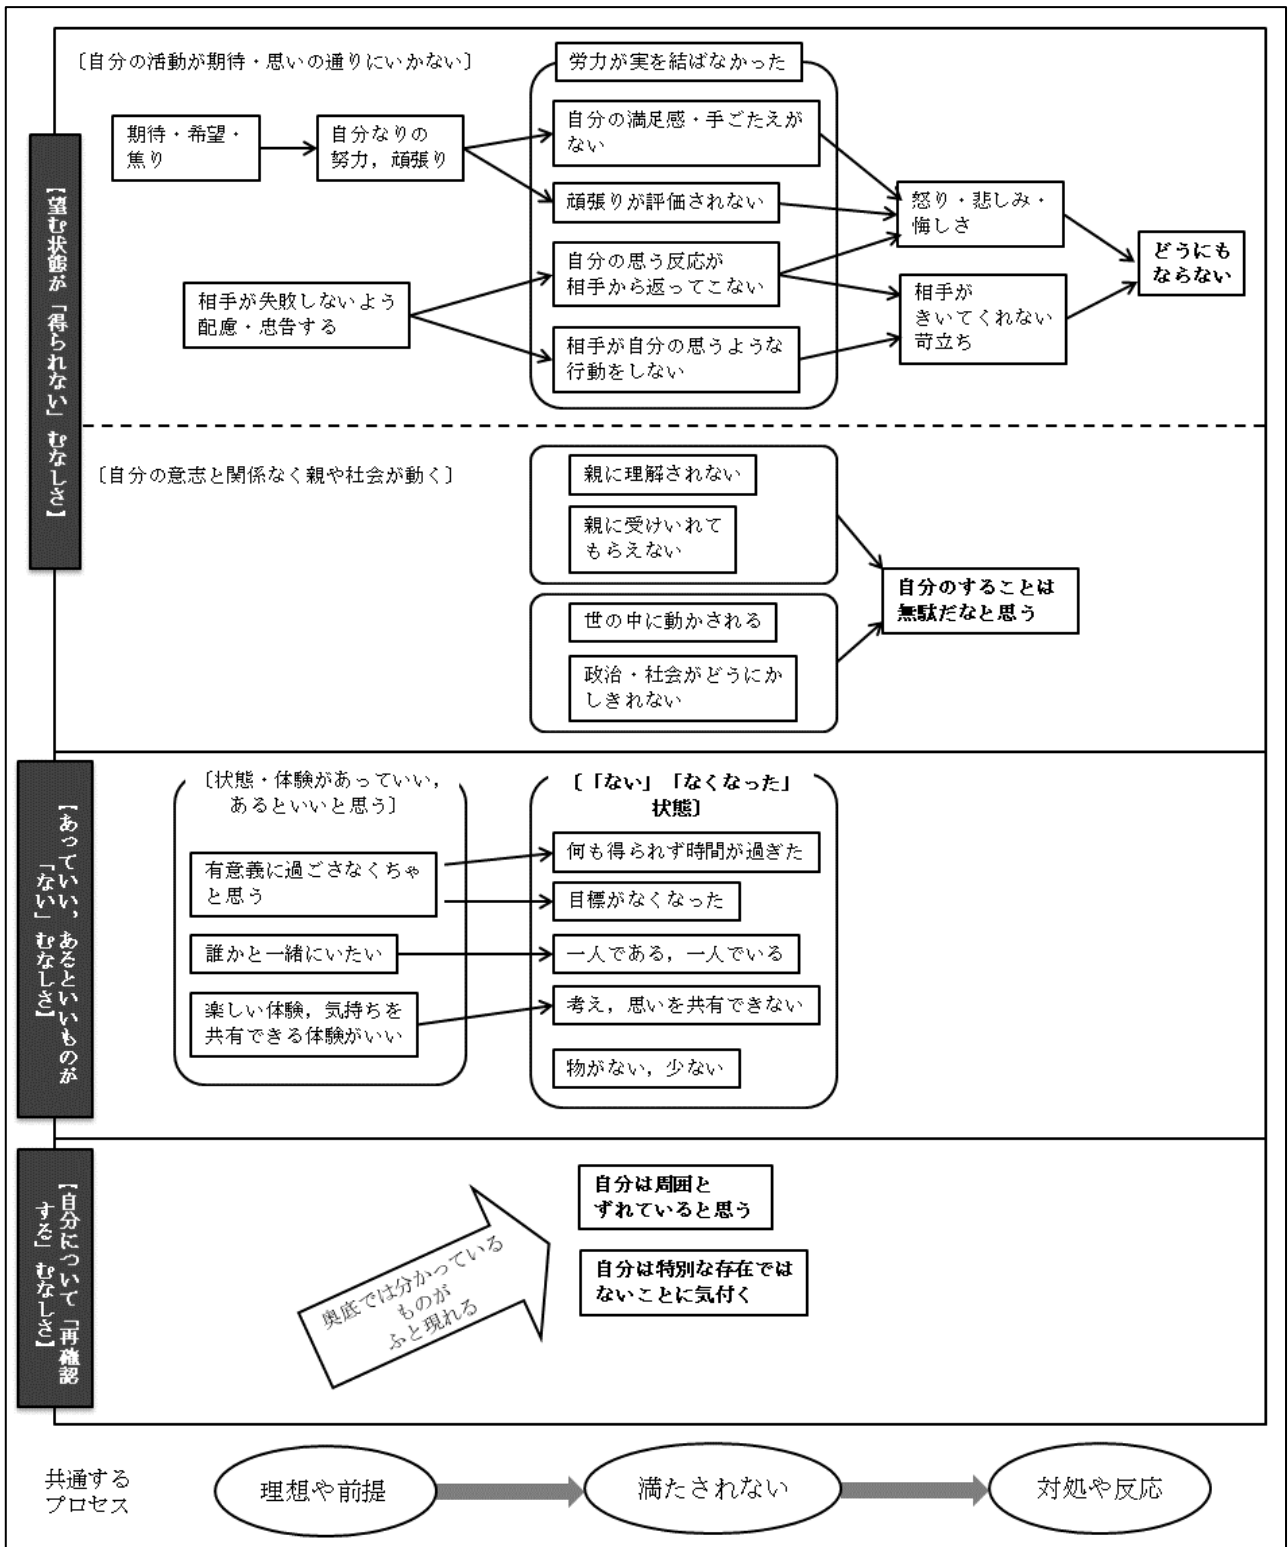 〔自分の活動が期待・思いの通りにいかない〕
労力が実を結ばなかった
期待・希望・
焦り
自分なりの
努力，頑張り
自分の満足感・手ごたえが
ない
頑張りが評価されない
自分の思う反応が
相手から返ってこない
相手が失敗しないよう
配慮・忠告する
相手が自分の思うような
行動をしない
怒り・悲しみ・
悔しさ
相手が
きいてくれない
苛立ち
どうにも
ならない
【望む状態が「得られない」むなしさ】
〔自分の意志と関係なく親や社会が動く〕
親に理解されない
親に受けいれて
もらえない
世の中に動かされる
政治・社会がどうにか
しきれない
自分のすることは
無駄だなと思う
【あっていい，あるといいものが
「ない」むなしさ】
〔状態・体験があっていい，
あるといいと思う〕
有意義に過ごさなくちゃ
と思う
誰かと一緒にいたい
楽しい体験，気持ちを
共有できる体験がいい
〔「ない」「なくなった」
状態〕
何も得られず時間が過ぎた
目標がなくなった
一人である，一人でいる
考え，思いを共有できない
物がない，少ない
【自分について「再確認
する」むなしさ】
奥底では分かっている
ものが
ふと現れる
自分は周囲と
ずれていると思う
自分は特別な存在では
ないことに気付く
共通する
プロセス
理想や前提
満たされない
対処や反応